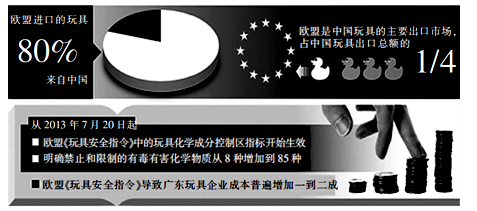 欧盟进口的玩具
80%
来自中国
欧盟是中国玩具的主要出口市场，
占中国玩具出口总额的
1/4
从2013年7月20日起
欧盟《玩具安全指令》中的玩具化学成分控制区指标开始生效
明确禁止和限制的有毒有害化学物质从8种增加到85种
欧盟《玩具安全指令》导致广东玩具企业成本普遍增加一到二成